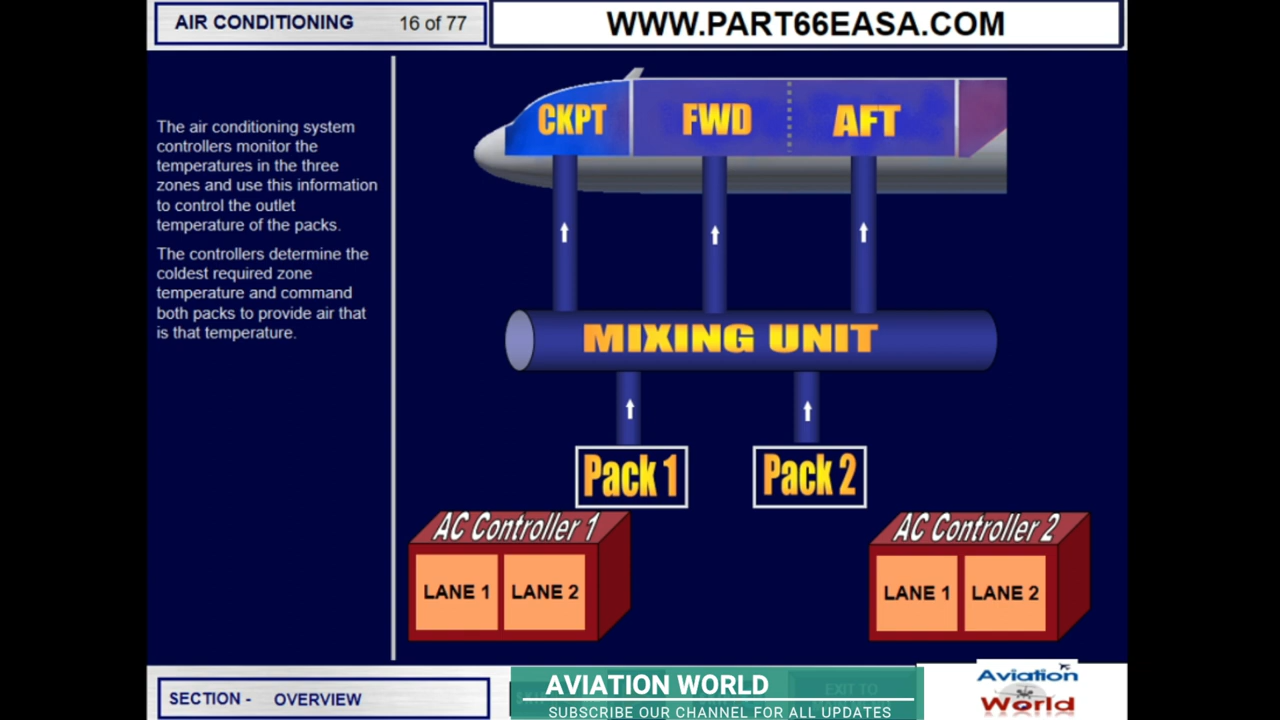 AIR CONDITIONING
16 of 77
WWW.PART66EASA.COM
The air conditioning system
controllers monitor the
temperatures in the three
zones and use this information
to control the outlet
temperature of the packs.
The controllers determine the
coldest required zone
temperature and command
both packs to provide air that
is that temperature.
CKPT
FWD
AFT
MIXING UNIT
Pack 1
Pack 2
AC Controller 1
LANE 1
LANE 2
AC Controller 2
LANE 1
LANE 2
SECTION - OVERVIEW
AVIATION WORLD
SUBSCRIBE OUR CHANNEL FOR ALL UPDATES
EXIT TO
Aviation
World